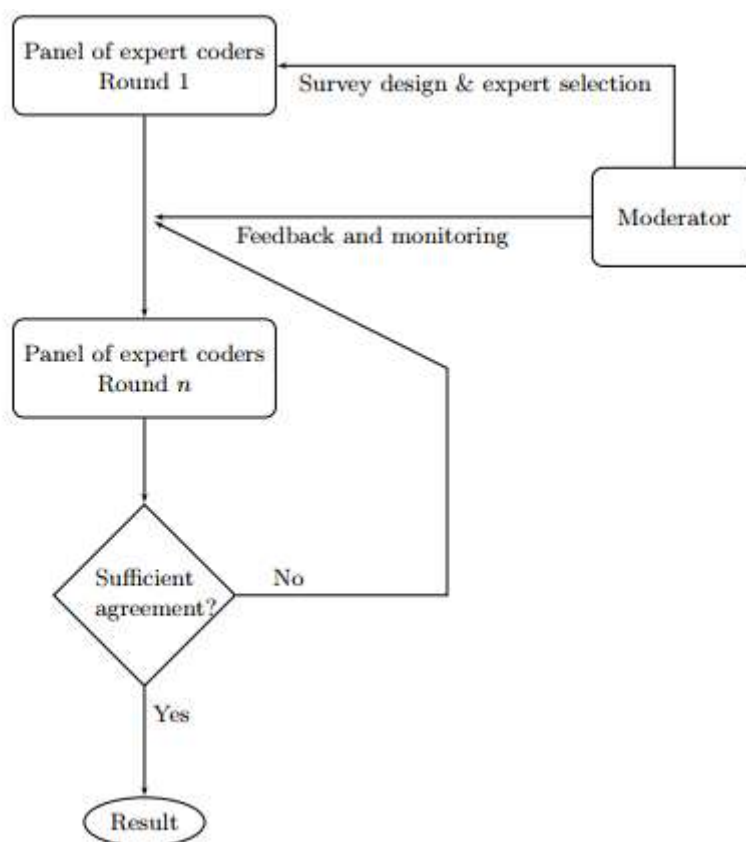 Panel of expert coders
Round 1
Survey design & expert selection
Moderator
Feedback and monitoring
Panel of expert coders
Round n
Sufficient
agreement?
No
Yes
Result